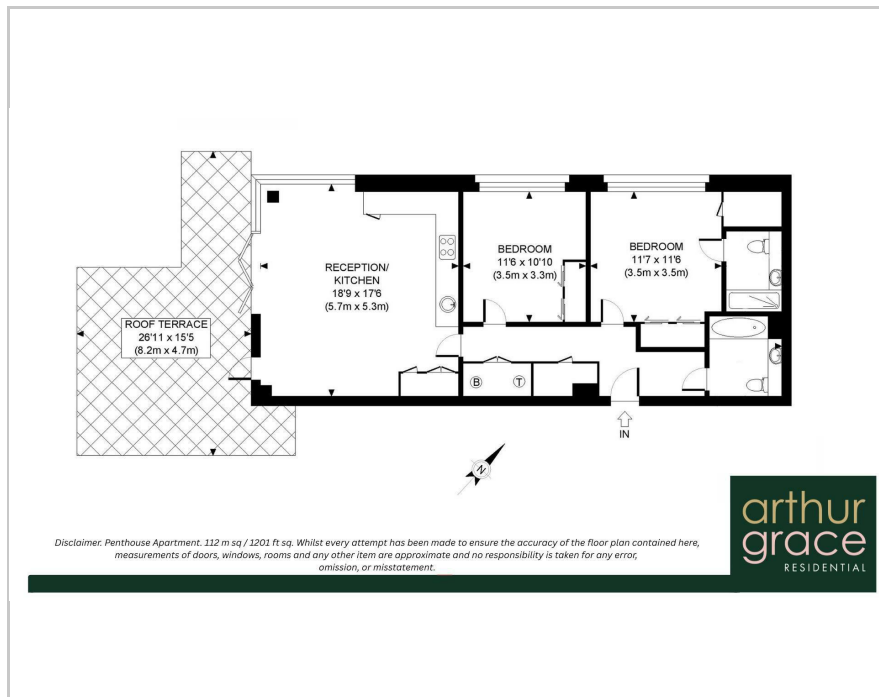 RECEPTION/
KITCHEN
18'9 x 17'6
(5.7m x 5.3m)
BEDROOM
11'6 x 10'10
(3.5m x 3.3m)
BEDROOM
11'7 x 11'6
(3.5m x 3.5m)
ROOF TERRACE
26'11 x 15'5
(8.2m x 4.7m)
B
T
IN
N
Disclaimer. Penthouse Apartment. 112 m sq / 1201 ft sq. Whilst every attempt has been made to ensure the accuracy of the floor plan contained here,
measurements of doors, windows, rooms and any other item are approximate and no responsibility is taken for any error,
omission, or misstatement.
arthur
grace
RESIDENTIAL